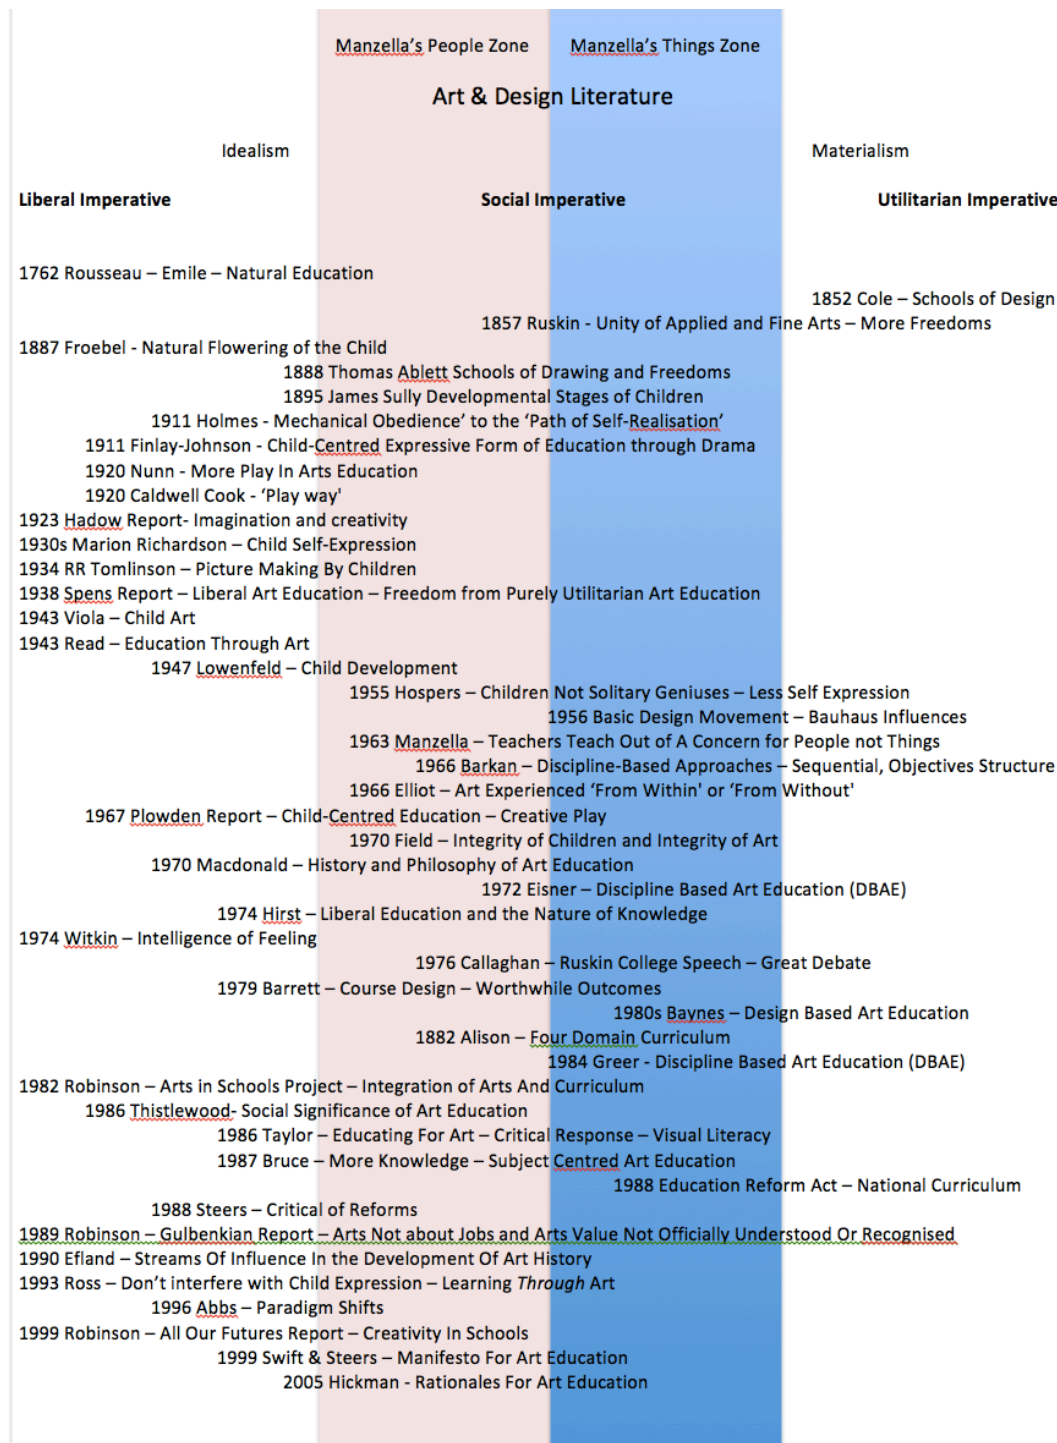 Manzella’s People Zone Manzella’s Things Zone
Art & Design Literature
Idealism Materialism
Liberal Imperative Social Imperative Utilitarian Imperative
1762 Rousseau – Emile – Natural Education
1852 Cole – Schools of Design
1857 Ruskin - Unity of Applied and Fine Arts – More Freedoms
1887 Froebel - Natural Flowering of the Child
1888 Thomas Ablett Schools of Drawing and Freedoms
1895 James Sully Developmental Stages of Children
1911 Holmes - Mechanical Obedience’ to the ‘Path of Self-Realisation’
1911 Finlay-Johnson - Child-Centred Expressive Form of Education through Drama
1920 Nunn - More Play In Arts Education
1920 Caldwell Cook - ‘Play way'
1923 Hadow Report- Imagination and creativity
1930s Marion Richardson – Child Self-Expression
1934 RR Tomlinson – Picture Making By Children
1938 Spens Report – Liberal Art Education – Freedom from Purely Utilitarian Art Education
1943 Viola – Child Art
1943 Read – Education Through Art
1947 Lowenfeld – Child Development
1955 Hospers – Children Not Solitary Geniuses – Less Self Expression
1956 Basic Design Movement – Bauhaus Influences
1963 Manzella – Teachers Teach Out of A Concern for People not Things
1966 Barkan – Discipline-Based Approaches – Sequential, Objectives Structure
1966 Elliot – Art Experienced ‘From Within' or ‘From Without'
1967 Plowden Report – Child-Centred Education – Creative Play
1970 Field – Integrity of Children and Integrity of Art
1970 Macdonald – History and Philosophy of Art Education
1972 Eisner – Discipline Based Art Education (DBAE)
1974 Hirst – Liberal Education and the Nature of Knowledge
1974 Witkin – Intelligence of Feeling
1976 Callaghan – Ruskin College Speech – Great Debate
1979 Barrett – Course Design – Worthwhile Outcomes
1980s Baynes – Design Based Art Education
1882 Alison – Four Domain Curriculum
1984 Greer - Discipline Based Art Education (DBAE)
1982 Robinson – Arts in Schools Project – Integration of Arts And Curriculum
1986 Thistlewood- Social Significance of Art Education
1986 Taylor – Educating For Art – Critical Response – Visual Literacy
1987 Bruce – More Knowledge – Subject Centred Art Education
1988 Education Reform Act – National Curriculum
1988 Steers – Critical of Reforms
1989 Robinson – Gulbenkian Report – Arts Not about Jobs and Arts Value Not Officially Understood Or Recognised
1990 Efland – Streams Of Influence In the Development Of Art History
1993 Ross – Don’t interfere with Child Expression – Learning Through Art
1996 Abbs – Paradigm Shifts
1999 Robinson – All Our Futures Report – Creativity In Schools
1999 Swift & Steers – Manifesto For Art Education
2005 Hickman - Rationales For Art Education